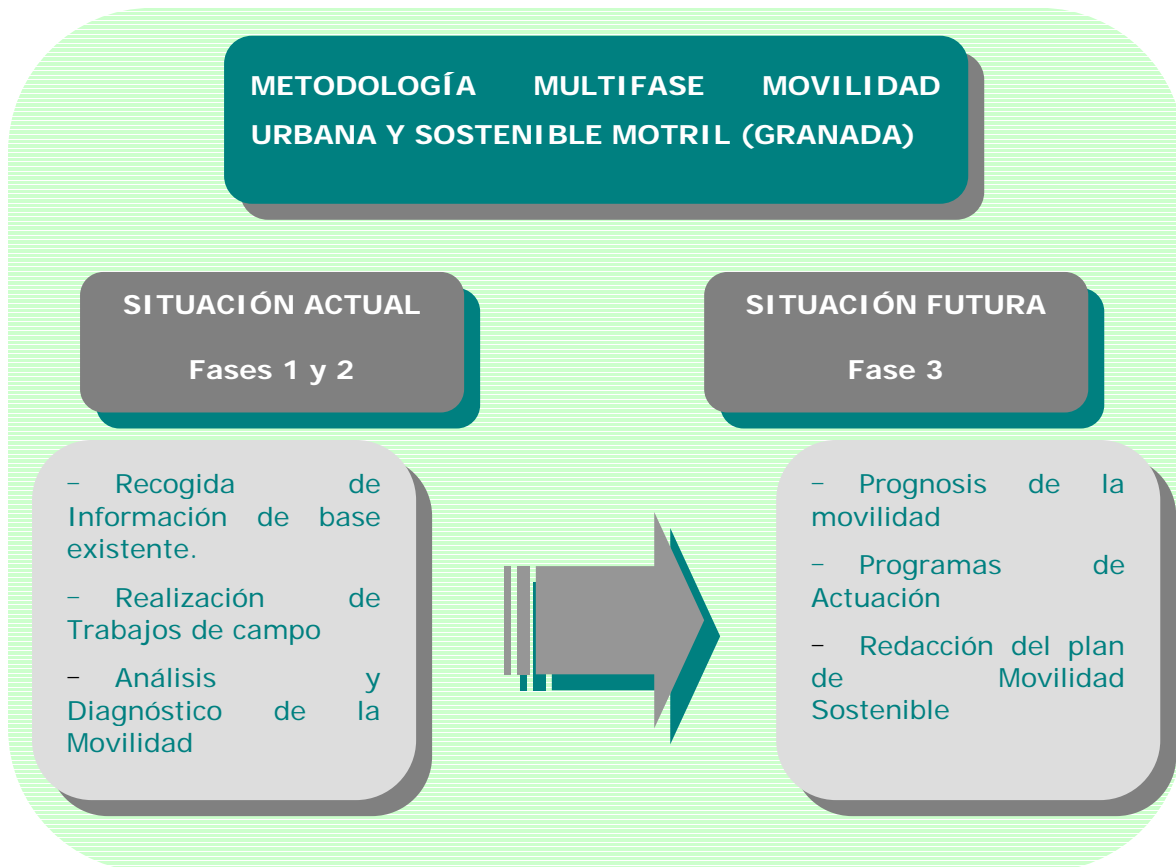 METODOLOGÍA MULTIFASE MOVILIDAD
URBANA Y SOSTENIBLE MOTRIL (GRANADA)
SITUACIÓN ACTUAL
Fases 1 y 2
– Recogida de
Información de base
existente.
– Realización de
Trabajos de campo
– Análisis y
Diagnóstico de la
Movilidad
SITUACIÓN FUTURA
Fase 3
– Prognosis de la
movilidad
– Programas de
Actuación
– Redacción del plan
de Movilidad
Sostenible